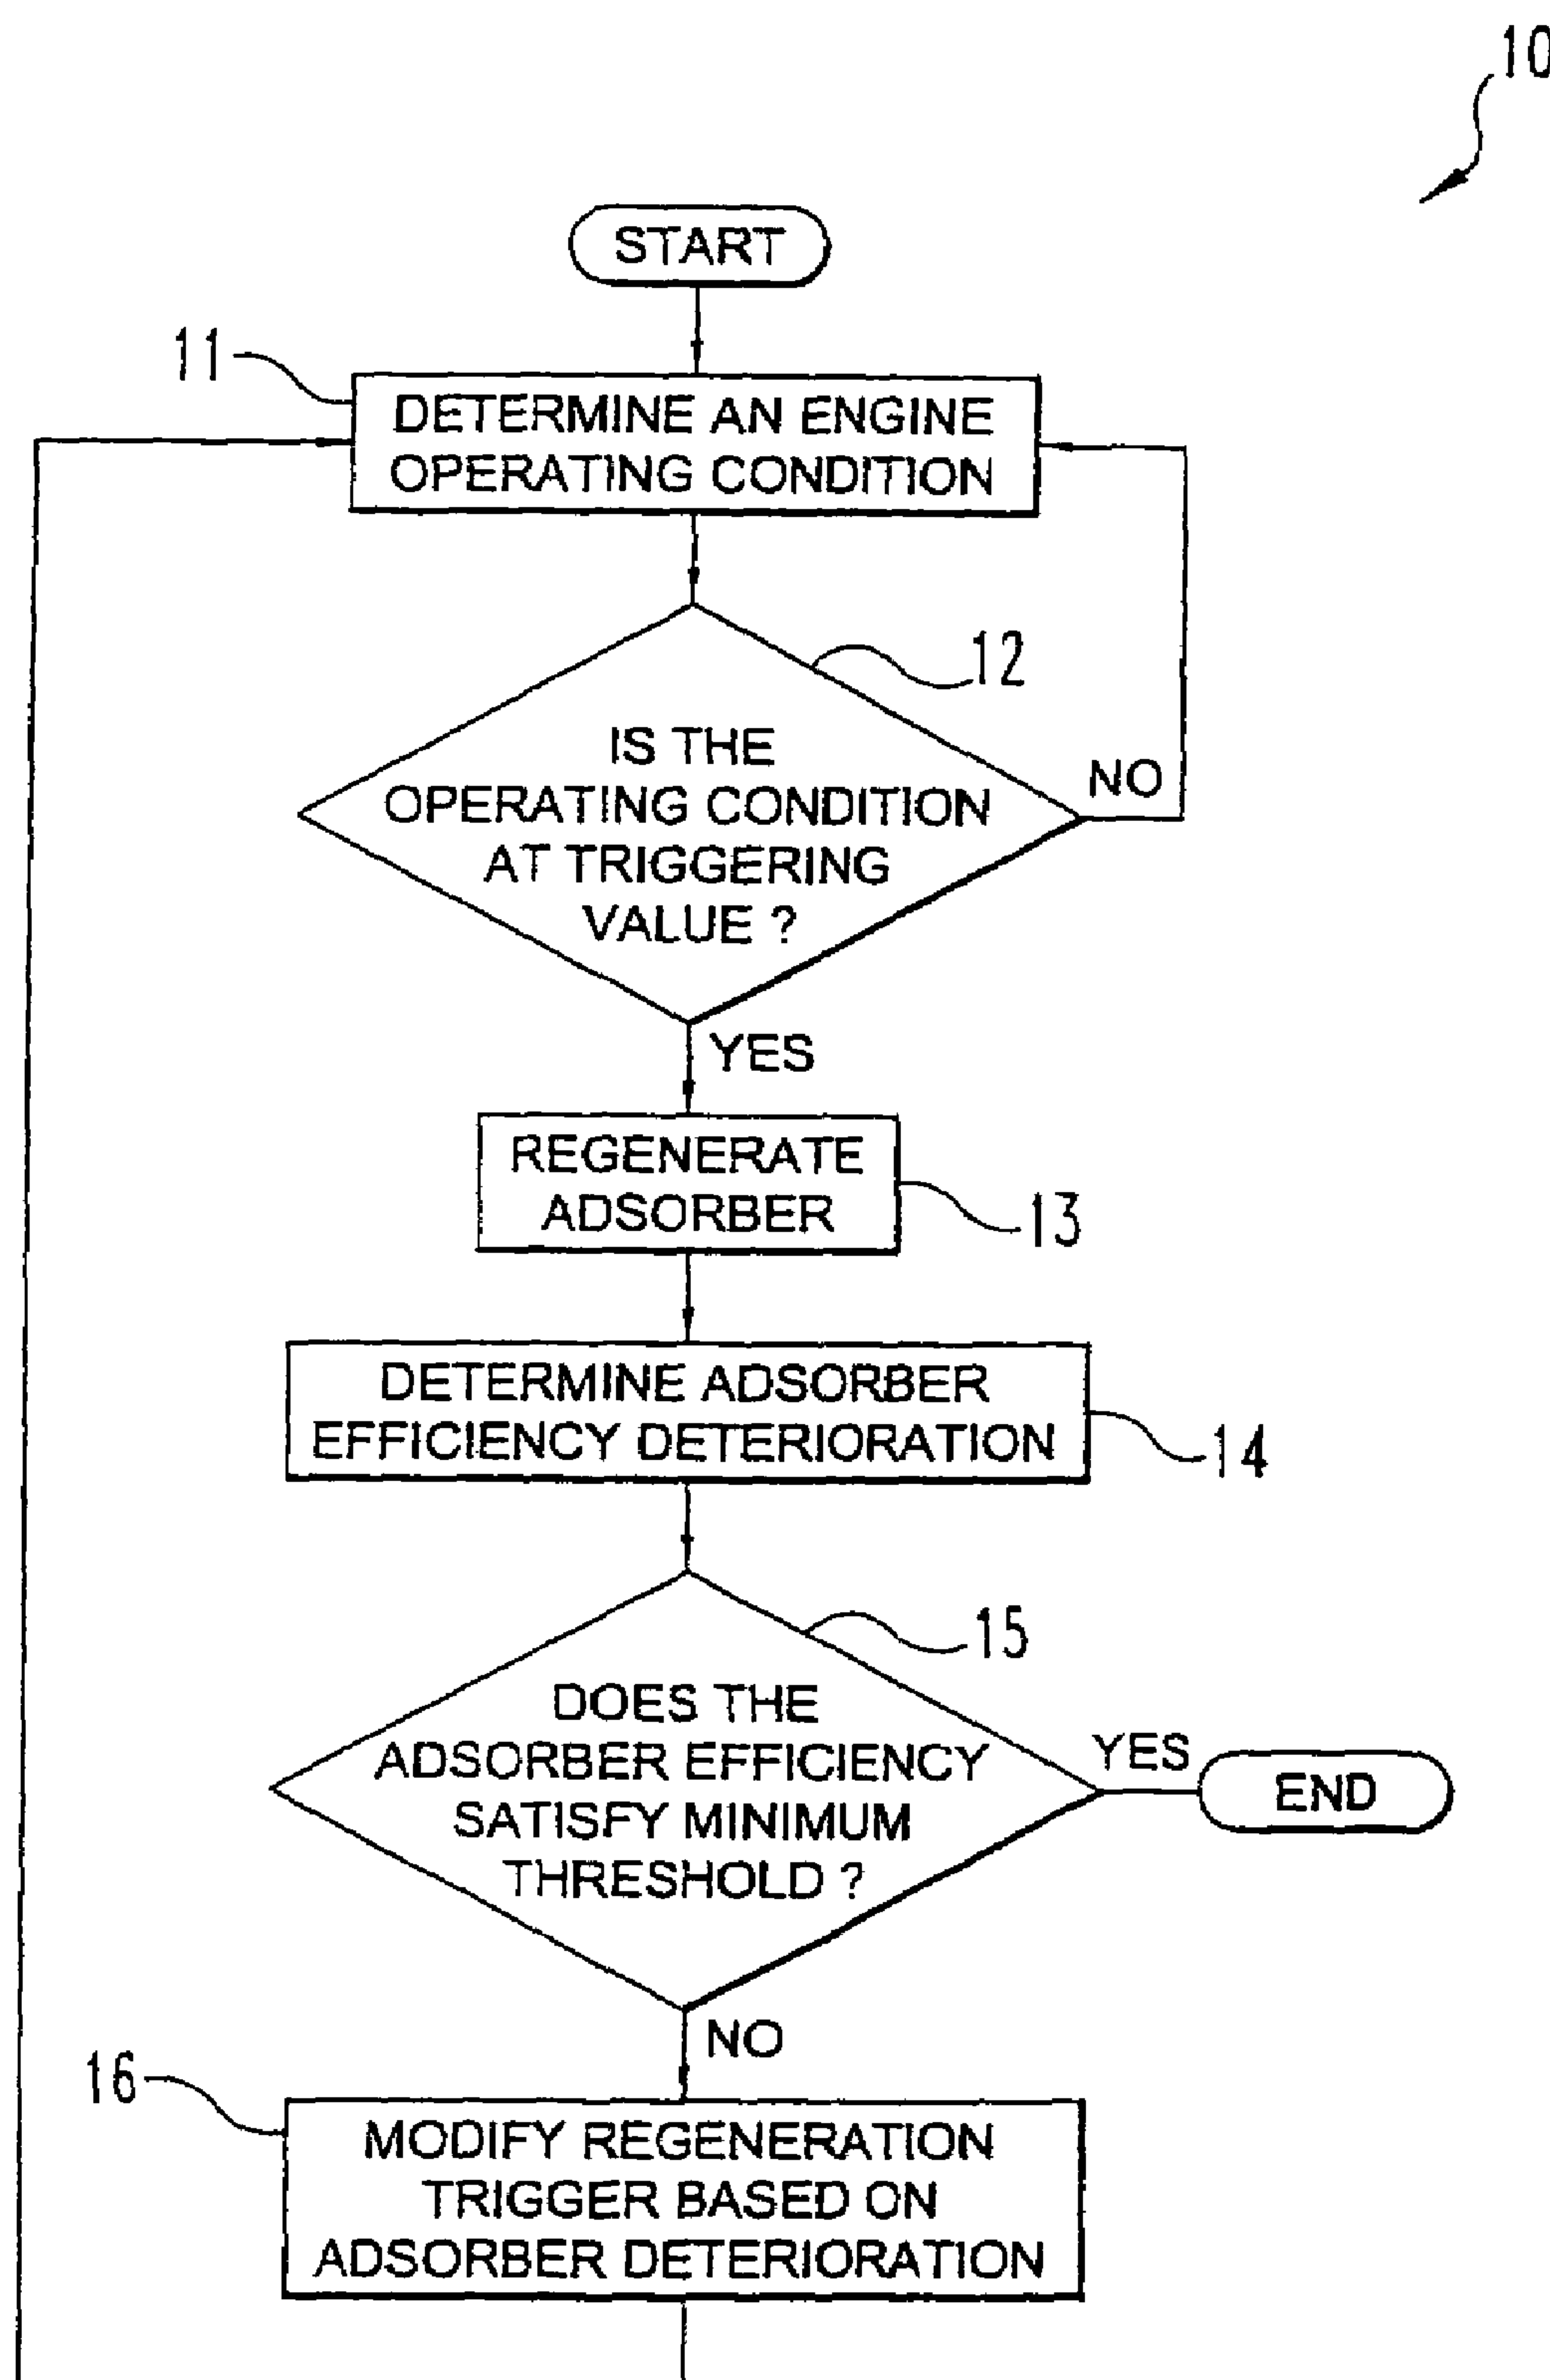 10
START
11
DETERMINE AN ENGINE
OPERATING CONDITION
12
IS THE
OPERATING CONDITION
AT TRIGGERING
VALUE ?
NO
YES
REGENERATE
ADSORBER
13
DETERMINE ADSORBER
EFFICIENCY DETERIORATION
14
15
DOES THE
ADSORBER EFFICIENCY
SATISFY MINIMUM
THRESHOLD ?
YES
END
NO
16
MODIFY REGENERATION
TRIGGER BASED ON
ADSORBER DETERIORATION